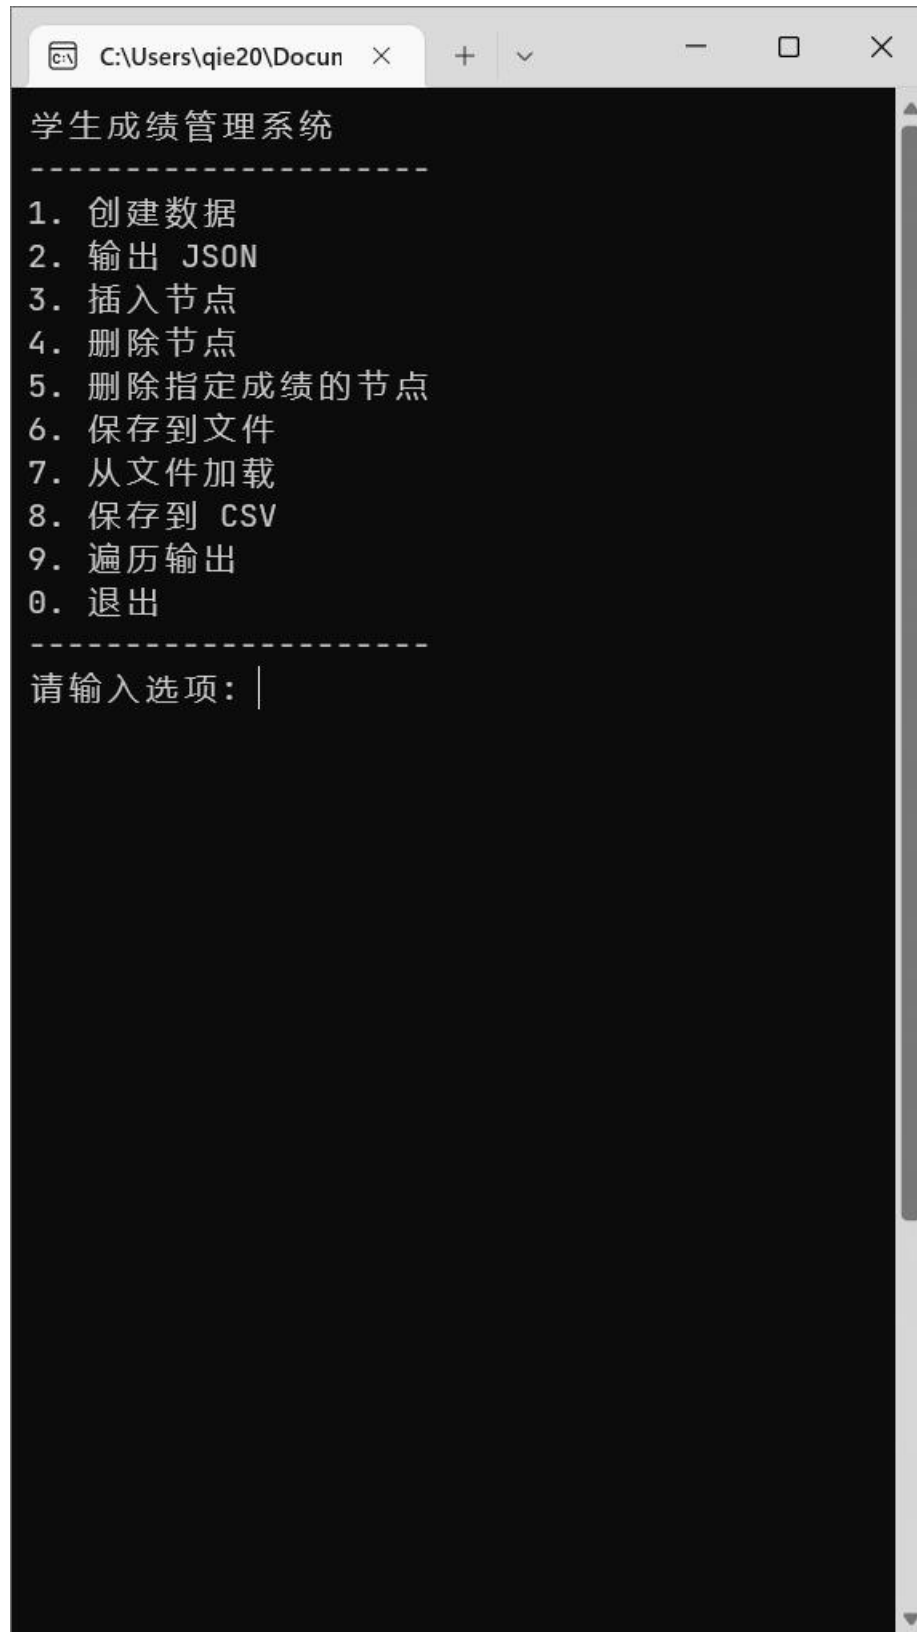 C:\Users\qie20\Docun
学生成绩管理系统
---------------------
1. 创建数据
2. 输出 JSON
3. 插入节点
4. 删除节点
5. 删除指定成绩的节点
6. 保存到文件
7. 从文件加载
8. 保存到 CSV
9. 遍历输出
0. 退出
---------------------
请输入选项: